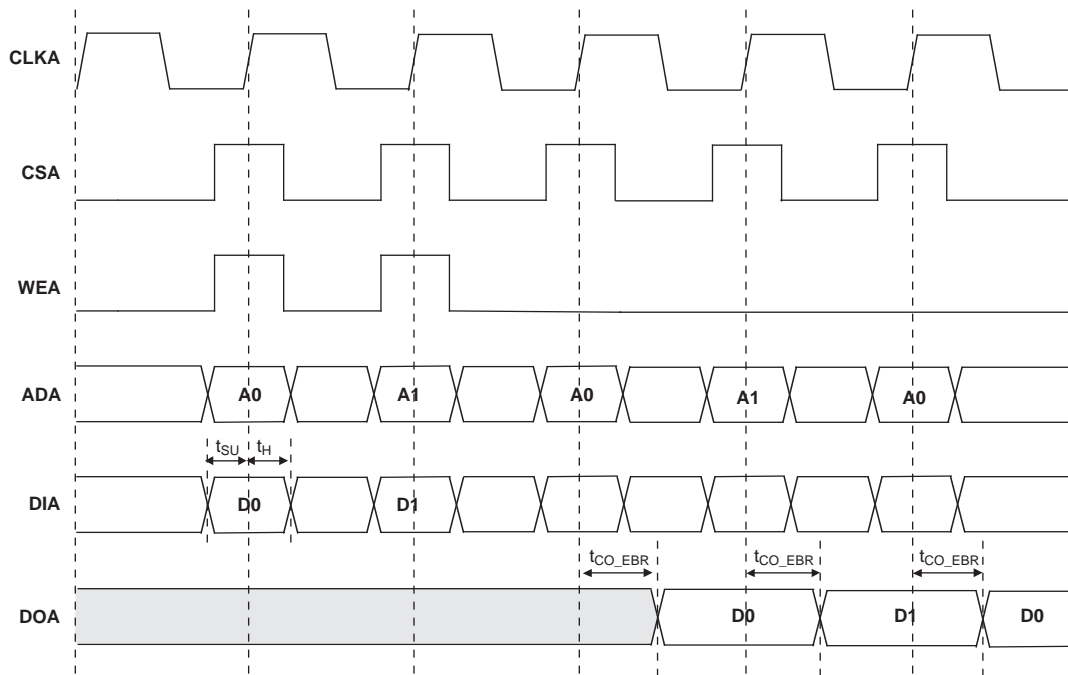 CLKA
CSA
WEA
ADA A0 A1 A0 A1 A0
tSU tH
DIA D0 D1
tCO_EBR tCO_EBR tCO_EBR
DOA D0 D1 D0